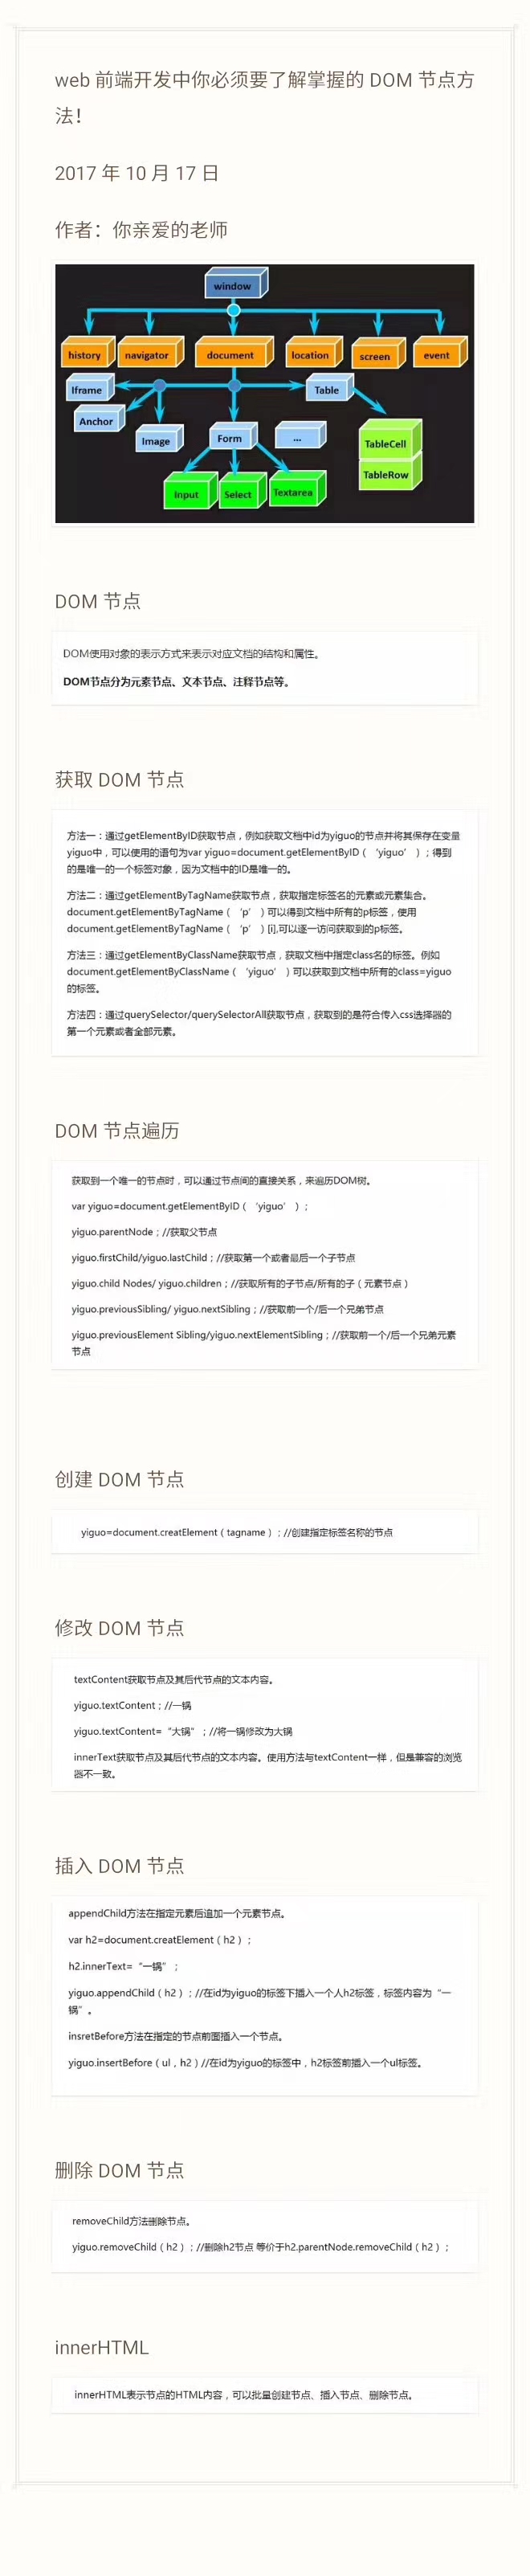 web 前端开发中你必须要了解掌握的 DOM 节点方
法！
2017 年 10 月 17 日
作者：你亲爱的老师
window
history
navigator
document
location
screen
event
Iframe
Table
Anchor
Image
Form
...
TableCell
TableRow
Input
Select
Textarea
DOM 节点
DOM使用对象的表示方式来表示对应文档的结构和属性。
DOM节点分为元素节点、文本节点、注释节点等。
获取 DOM 节点
方法一：通过getElementByID获取节点，例如获取文档中id为yiguo的节点并将其保存在变量
yiguo中，可以使用的语句为var yiguo=document.getElementByID（ ‘yiguo’ ）；得到
的是唯一的一个标签对象，因为文档中的ID是唯一的。
方法二：通过getElementByTagName获取节点，获取指定标签名的元素或元素集合。
document.getElementByTagName（ ‘p’ ）可以得到文档中所有的p标签，使用
document.getElementByTagName（ ‘p’ ）[i],可以逐一访问获取到的p标签。
方法三：通过getElementByClassName获取节点，获取文档中指定class名的标签。例如
document.getElementByClassName（ ‘yiguo’ ）可以获取到文档中所有的class=yiguo
的标签。
方法四：通过querySelector/querySelectorAll获取节点，获取到的是符合传入css选择器的
第一个元素或者全部元素。
DOM 节点遍历
获取到一个唯一的节点时，可以通过节点间的直接关系，来遍历DOM树。
var yiguo=document.getElementByID（ ‘yiguo’ ）；
yiguo.parentNode；//获取父节点
yiguo.firstChild/yiguo.lastChild；//获取第一个或者最后一个子节点
yiguo.child Nodes/ yiguo.children；//获取所有的子节点/所有的子（元素节点）
yiguo.previousSibling/ yiguo.nextSibling；//获取前一个/后一个兄弟节点
yiguo.previousElement Sibling/yiguo.nextElementSibling；//获取前一个/后一个兄弟元素
节点
创建 DOM 节点
yiguo=document.creatElement（tagname）；//创建指定标签名称的节点
修改 DOM 节点
textContent获取节点及其后代节点的文本内容。
yiguo.textContent；//一锅
yiguo.textContent=“大锅”；//将一锅修改为大锅
innerText获取节点及其后代节点的文本内容。使用方法与textContent一样，但是兼容的浏览
器不一致。
插入 DOM 节点
appendChild方法在指定元素后追加一个元素节点。
var h2=document.creatElement（h2）；
h2.innerText=“一锅”；
yiguo.appendChild（h2）；//在id为yiguo的标签下插入一个人h2标签，标签内容为“一
锅”。
insretBefore方法在指定的节点前面插入一个节点。
yiguo.insertBefore（ul，h2）//在id为yiguo的标签中，h2标签前插入一个ul标签。
删除 DOM 节点
removeChild方法删除节点。
yiguo.removeChild（h2）；//删除h2节点 等价于h2.parentNode.removeChild（h2）；
innerHTML
innerHTML表示节点的HTML内容，可以批量创建节点、插入节点、删除节点。